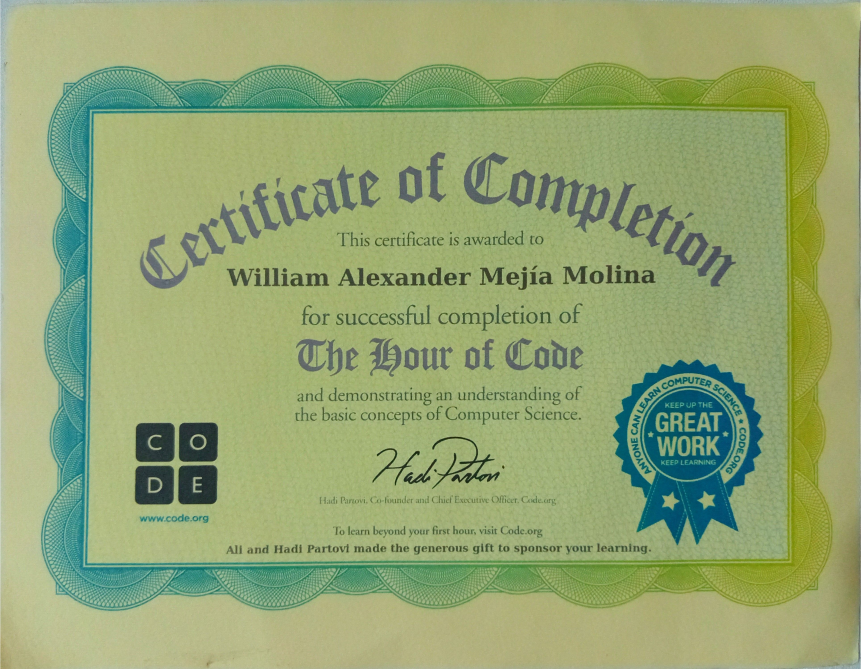 Certificate of Completion
This certificate is awarded to
William Alexander Mejía Molina
for successful completion of
The Hour of Code
and demonstrating an understanding of
the basic concepts of Computer Science.
C O
D E
www.code.org
ANYONE CAN LEARN COMPUTER SCIENCE ★ CODE.ORG
KEEP UP THE
GREAT
WORK
KEEP LEARNING
Hadi Partovi
Hadi Partovi, Co-founder and Chief Executive Officer, Code.org
To learn beyond your first hour, visit Code.org
Ali and Hadi Partovi made the generous gift to sponsor your learning.